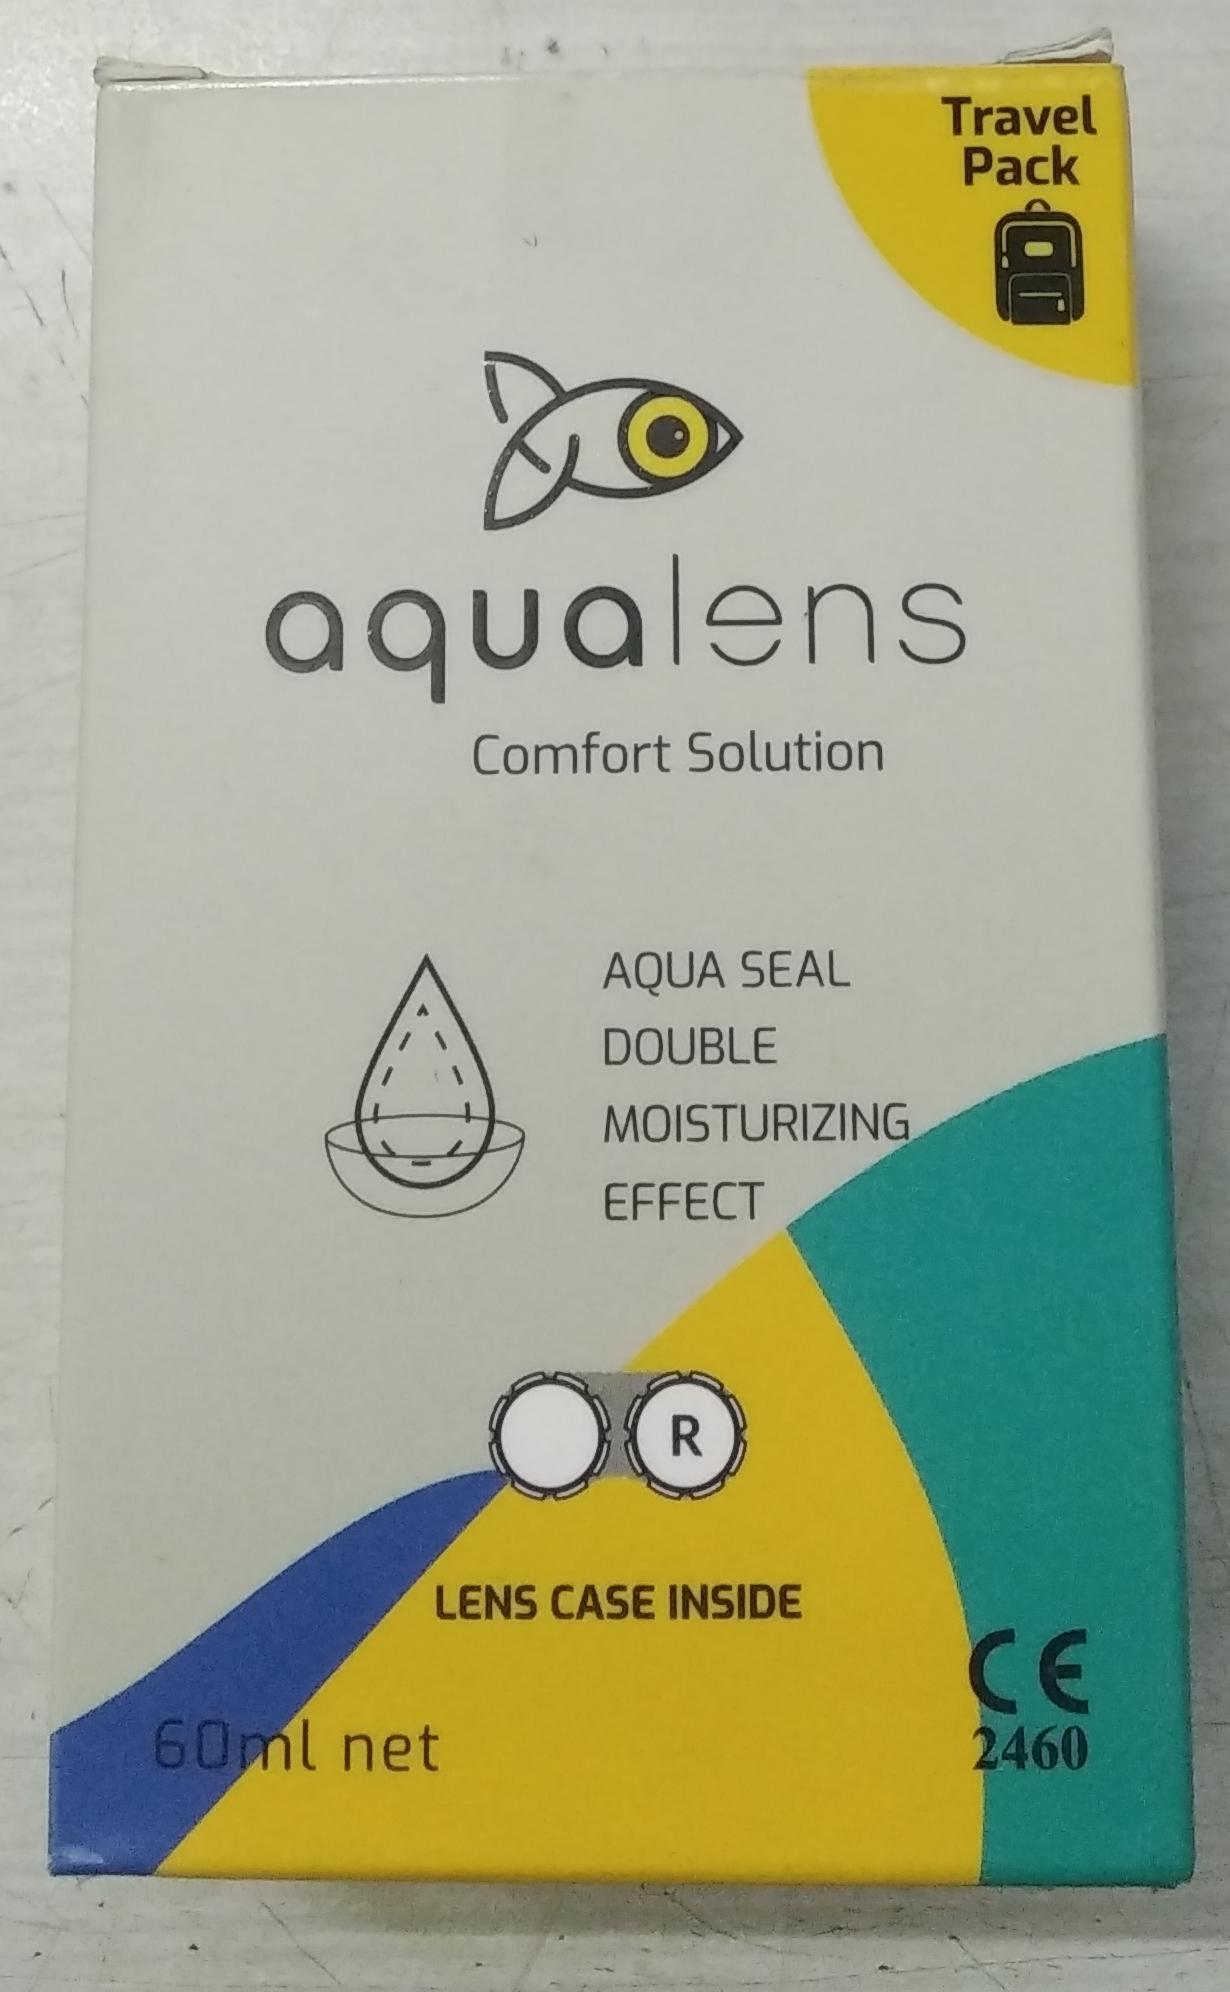 Travel
Pack
aqualens
Comfort Solution
AQUA SEAL
DOUBLE
MOISTURIZING
EFFECT
R
LENS CASE INSIDE
CE
60ml net
2460